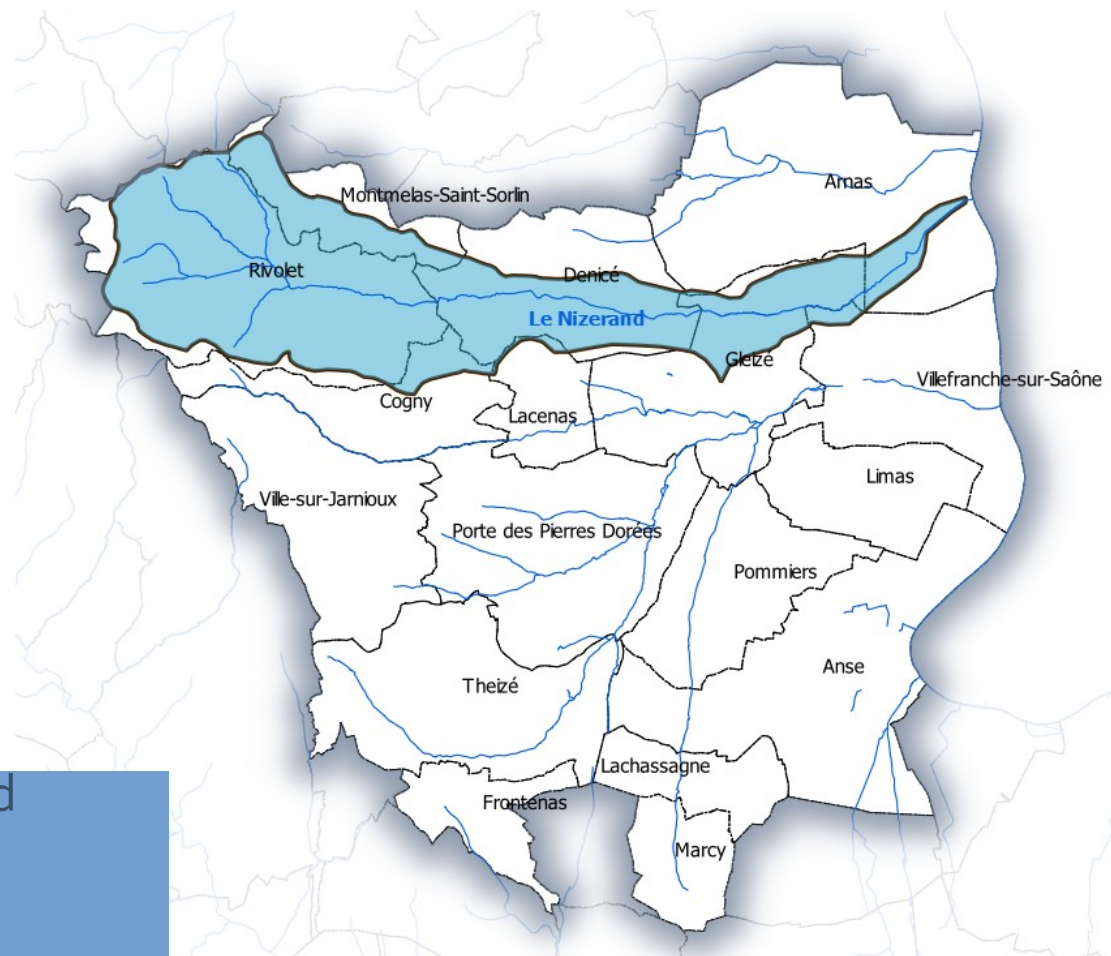 Arnas
Montmelas-Saint-Sorlin
Rivolet
Denicé
Le Nizerand
Gleizé
Villefranche-sur-Saône
Cogny
Lacenas
Limas
Ville-sur-Jarnioux
Porte des Pierres Dorées
Pommiers
Anse
Theizé
Lachassagne
Frontenas
Marcy
d